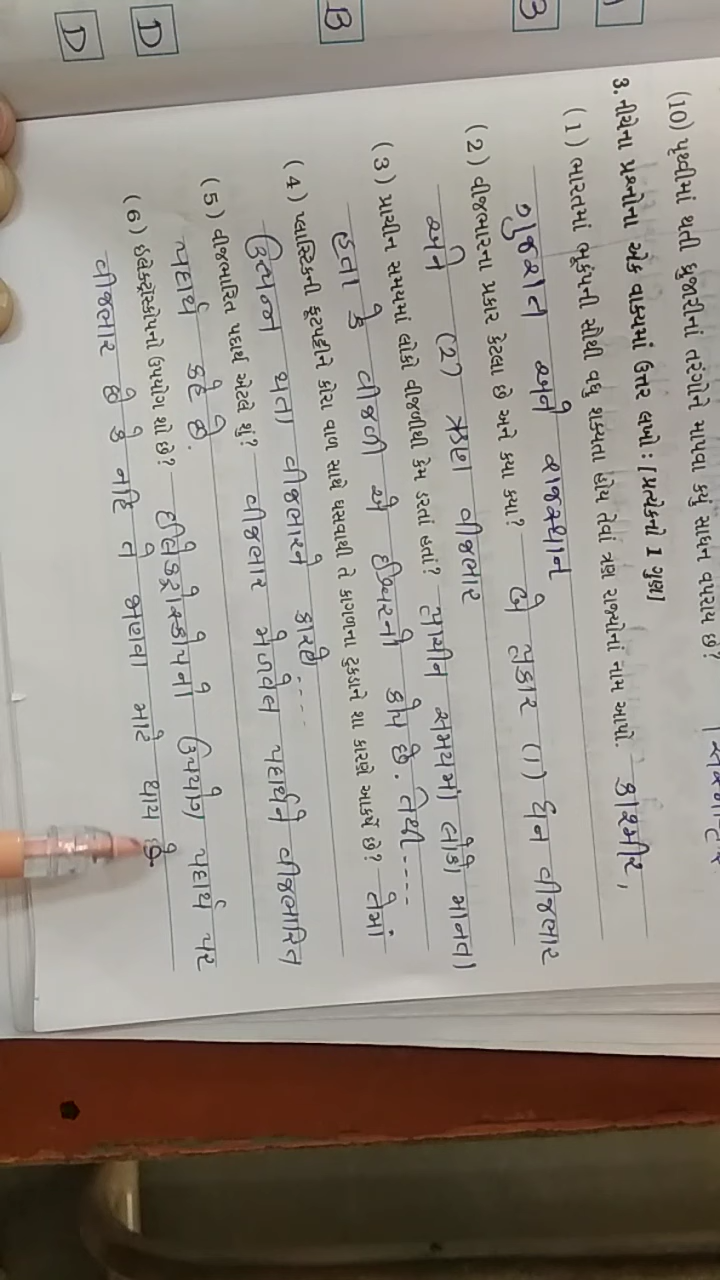 (10) પૃથ્વીમાં થતી ધ્રુજારીનાં તરંગોને માપવા કયું સાધન વપરાય છે?
3. નીચેના પ્રશ્નોના એક વાક્યમાં ઉત્તર લખો : [પ્રત્યેકનો 1 ગુણ]
(1) ભારતમાં ભૂકંપની સૌથી વધુ શક્યતા હોય તેવાં ત્રણ રાજ્યોનાં નામ આપો. કાશ્મીર,
ગુજરાત અને રાજસ્થાન
(2) વીજભારના પ્રકાર કેટલા છે અને કયા કયા? બે પ્રકાર (1) ધન વીજભાર
અને (2) ઋણ વીજભાર
(3) પ્રાચીન સમયમાં લોકો વીજળીથી કેમ ડરતાં હતાં? પ્રાચીન સમયમાં લોકો માનતા
હતા કે વીજળી એ ઈશ્વરનો કોપ છે. તેથી----
(4) પ્લાસ્ટિકની ફૂટપટ્ટીને કોરા વાળ સાથે ઘસવાથી તે કાગળના ટુકડાને શા કારણે આકર્ષે છે? તેમાં
ઉત્પન્ન થતા વીજભારને કારણે----
(5) વીજભારિત પદાર્થ એટલે શું? વીજભાર મેળવેલ પદાર્થને વીજભારિત
પદાર્થ કહે છે.
(6) ઇલેક્ટ્રોસ્કોપનો ઉપયોગ શો છે? ઈલેક્ટ્રોસ્કોપનો ઉપયોગ પદાર્થ પર
વીજભાર છે કે નહિ તે જાણવા માટે થાય છે.
B
B
D
D